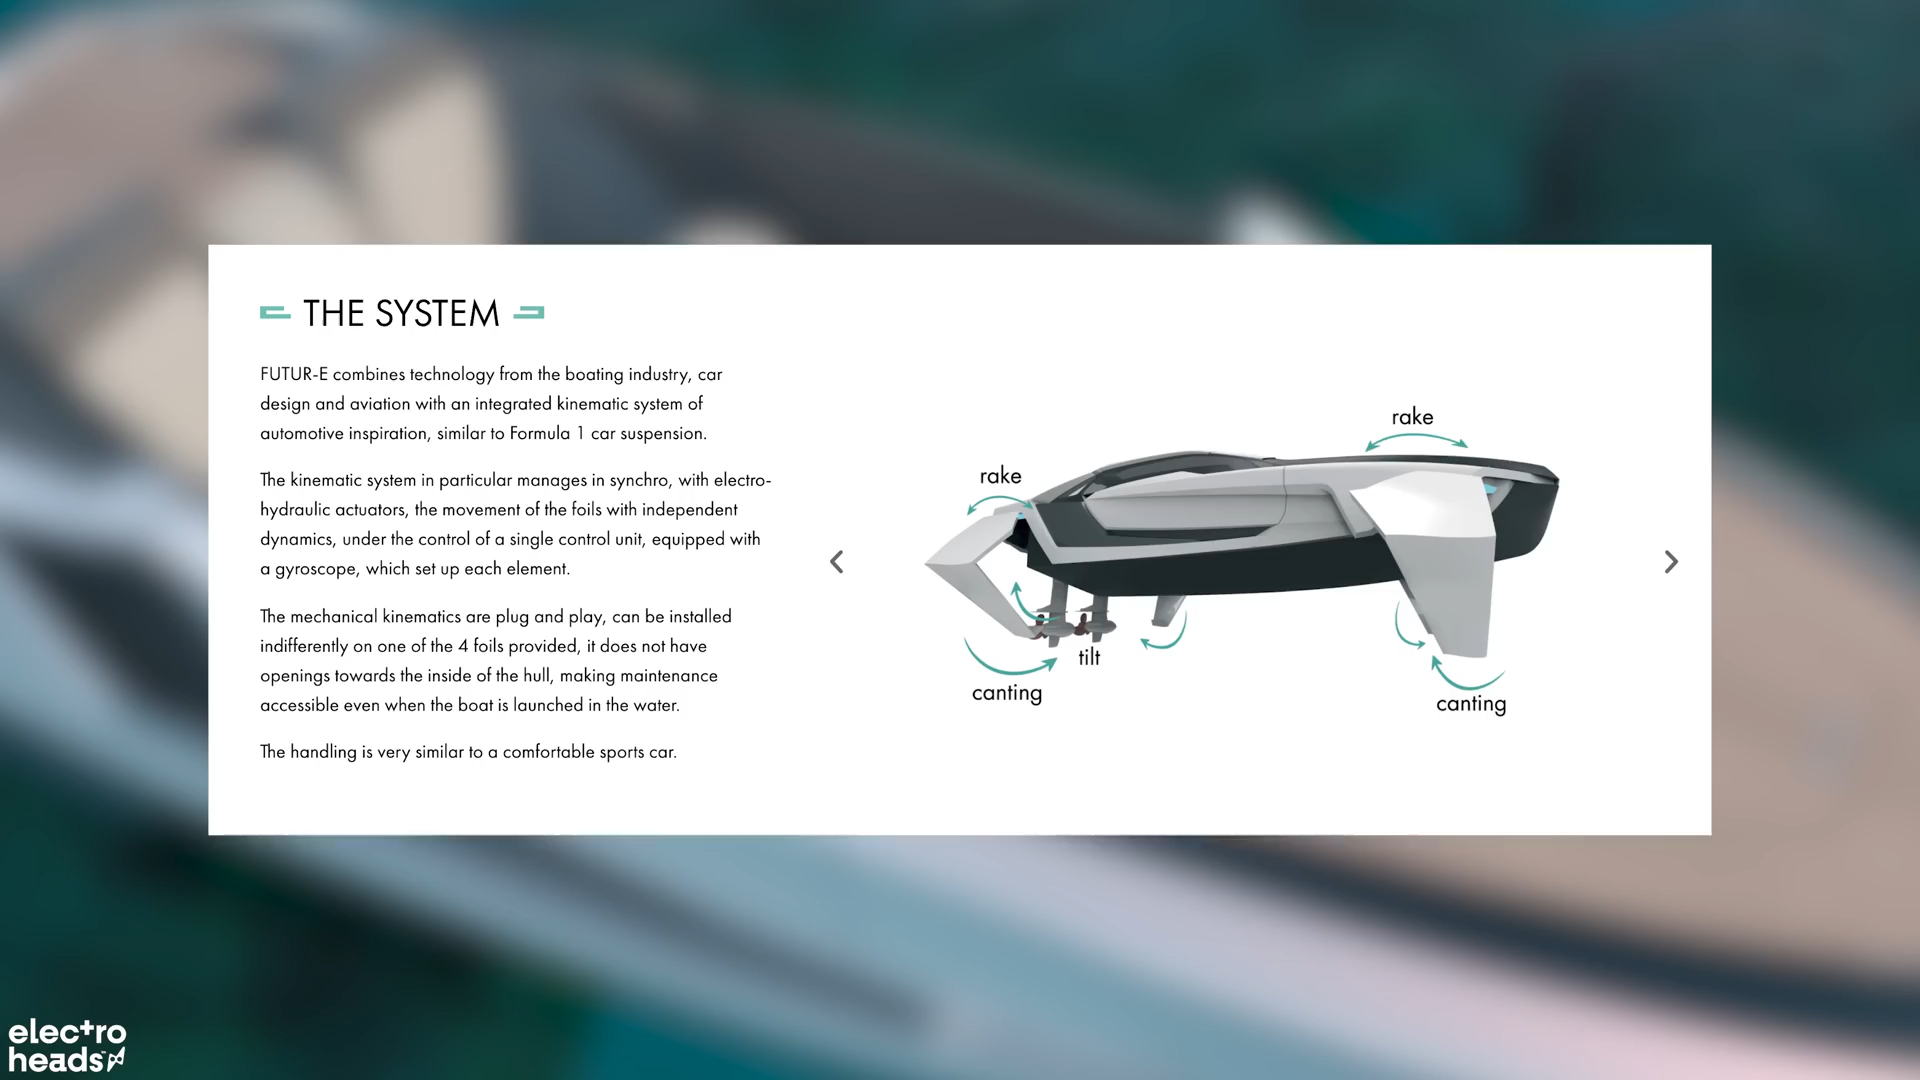 THE SYSTEM
FUTUR-E combines technology from the boating industry, car
design and aviation with an integrated kinematic system of
automotive inspiration, similar to Formula 1 car suspension.
The kinematic system in particular manages in synchro, with electro-
hydraulic actuators, the movement of the foils with independent
dynamics, under the control of a single control unit, equipped with
a gyroscope, which set up each element.
The mechanical kinematics are plug and play, can be installed
indifferently on one of the 4 foils provided, it does not have
openings towards the inside of the hull, making maintenance
accessible even when the boat is launched in the water.
The handling is very similar to a comfortable sports car.
rake
rake
tilt
canting
canting
electro
heads